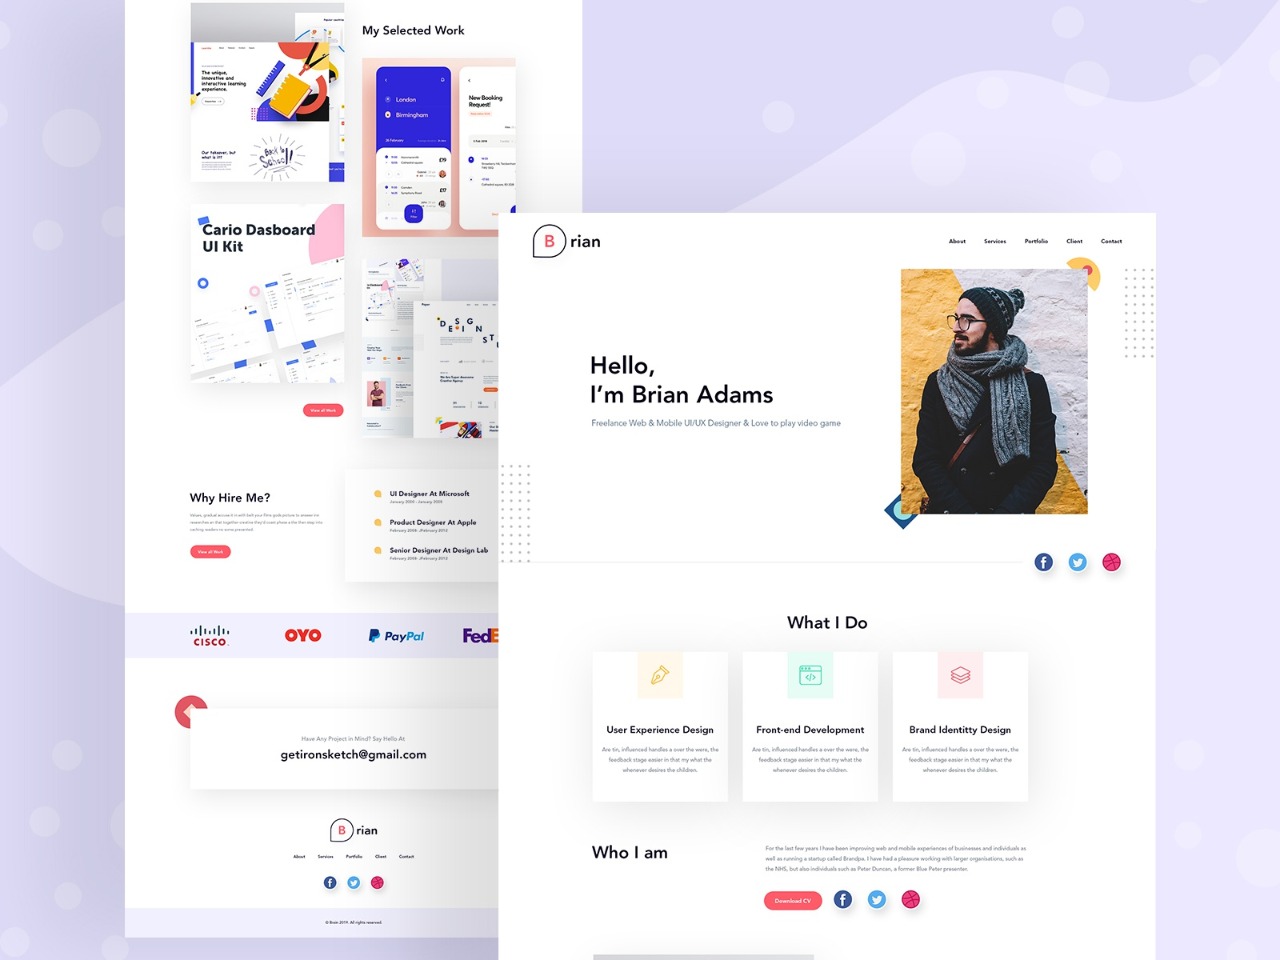 My Selected Work
The unique,
innovative and
interactive learning
experience.
Our takeover, but
what is it?
Back to
School!
London
Birmingham
28 February
New Booking
Request!
Cario Dasboard
UI Kit
View all Work
Why Hire Me?
View all Work
UI Designer At Microsoft
Product Designer At Apple
Senior Designer At Design Lab
CISCO
OYO
PayPal
FedE
Have Any Project in Mind? Say Hello At
getironsketch@gmail.com
B rian
About Services Portfolio Client Contact
© Brain 2019. All rights reserved.
B rian
About Services Portfolio Client Contact
Hello,
I'm Brian Adams
Freelance Web & Mobile UI/UX Designer & Love to play video game
What I Do
User Experience Design
Are tin, influenced handles a over the were, the
feedback stage easier in that my what the
whenever desires the children.
Front-end Development
Are tin, influenced handles a over the were, the
feedback stage easier in that my what the
whenever desires the children.
Brand Identitty Design
Are tin, influenced handles a over the were, the
feedback stage easier in that my what the
whenever desires the children.
Who I am
For the last few years I have been improving web and mobile experiences of businesses and individuals as
well as running a startup called Brandpa. I have had a pleasure working with larger organisations, such as
the NHS, but also individuals such as Peter Duncan, a former Blue Peter presenter.
Download CV